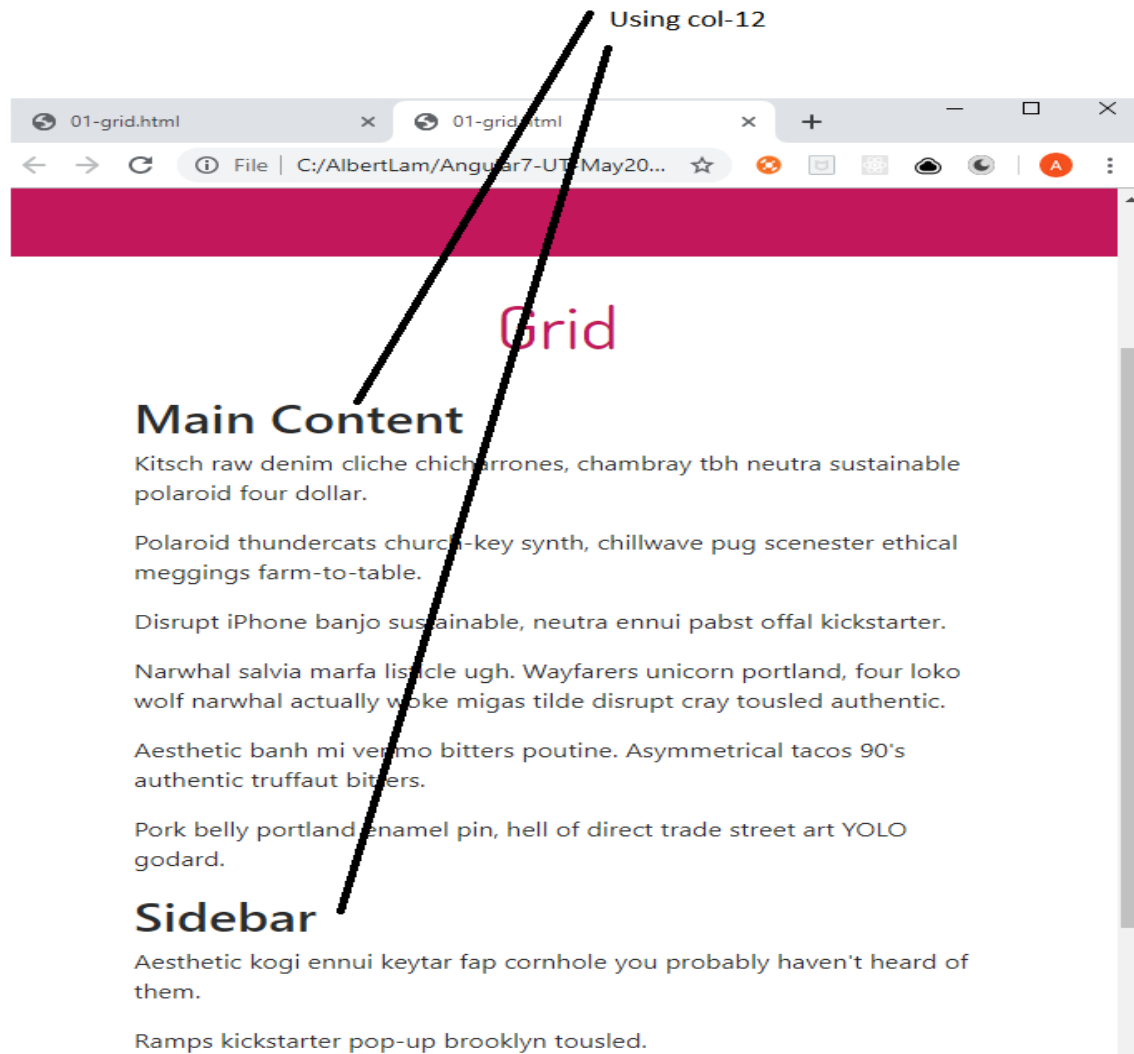 Using col-12
01-grid.html
01-grid.html
File | C:/AlbertLam/Angular7-UT-May20...
A
Grid
Main Content
Kitsch raw denim cliche chicharrones, chambray tbh neutra sustainable
polaroid four dollar.
Polaroid thundercats church-key synth, chillwave pug scenester ethical
meggings farm-to-table.
Disrupt iPhone banjo sustainable, neutra ennui pabst offal kickstarter.
Narwhal salvia marfa listicle ugh. Wayfarers unicorn portland, four loko
wolf narwhal actually woke migas tilde disrupt cray tousled authentic.
Aesthetic banh mi venmo bitters poutine. Asymmetrical tacos 90's
authentic truffaut bitters.
Pork belly portland enamel pin, hell of direct trade street art YOLO
godard.
Sidebar
Aesthetic kogi ennui keytar fap cornhole you probably haven't heard of
them.
Ramps kickstarter pop-up brooklyn tousled.